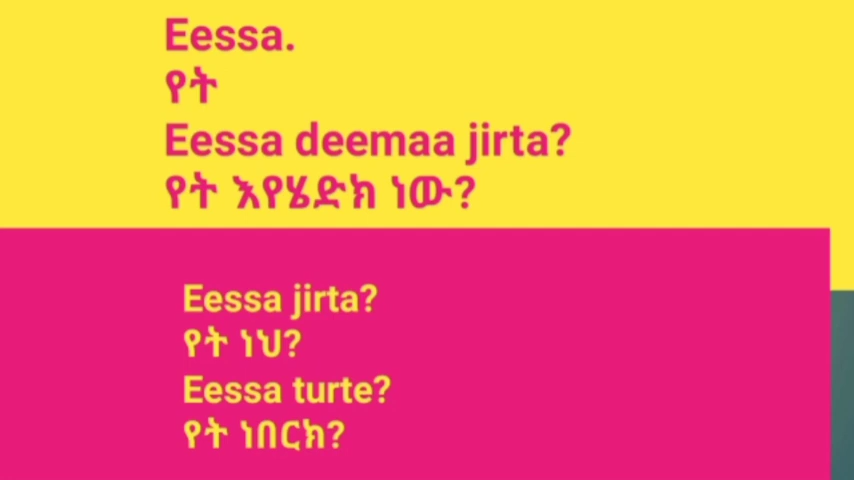 Eessa.
የት
Eessa deemaa jirta?
የት እየሄድክ ነው?
Eessa jirta?
የት ነህ?
Eessa turte?
የት ነበርክ?